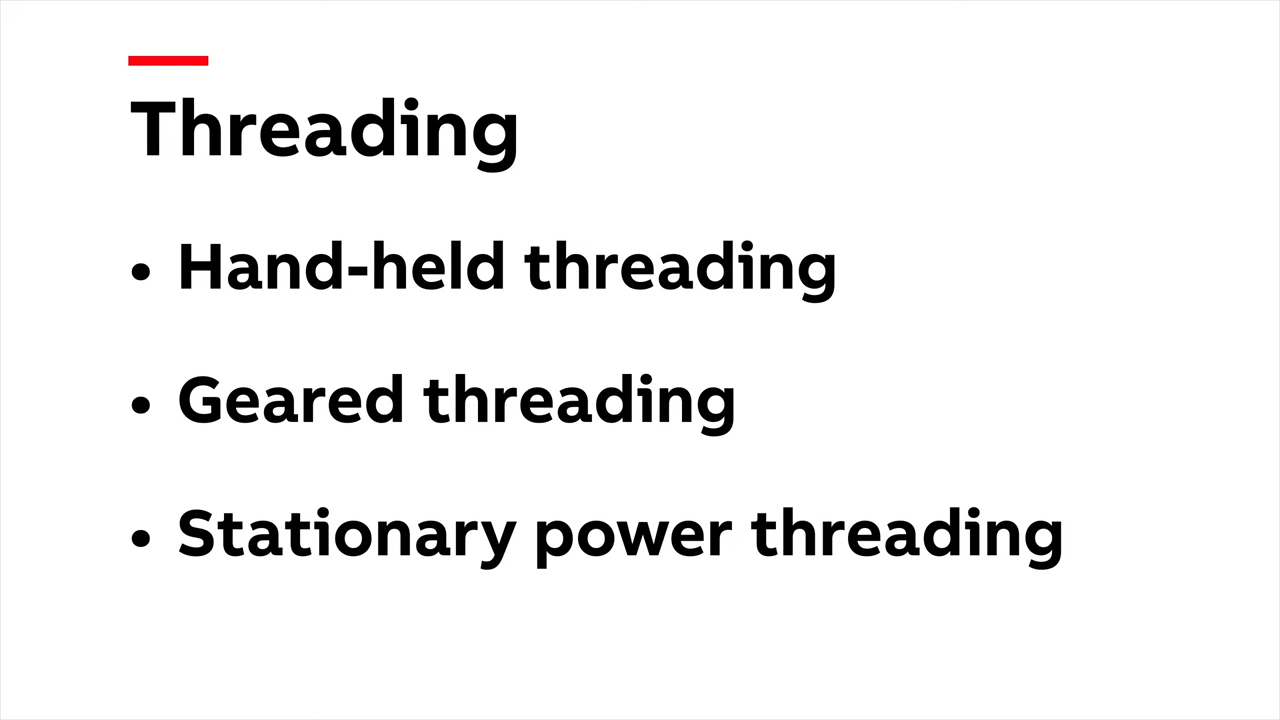 Threading
• Hand-held threading
• Geared threading
• Stationary power threading